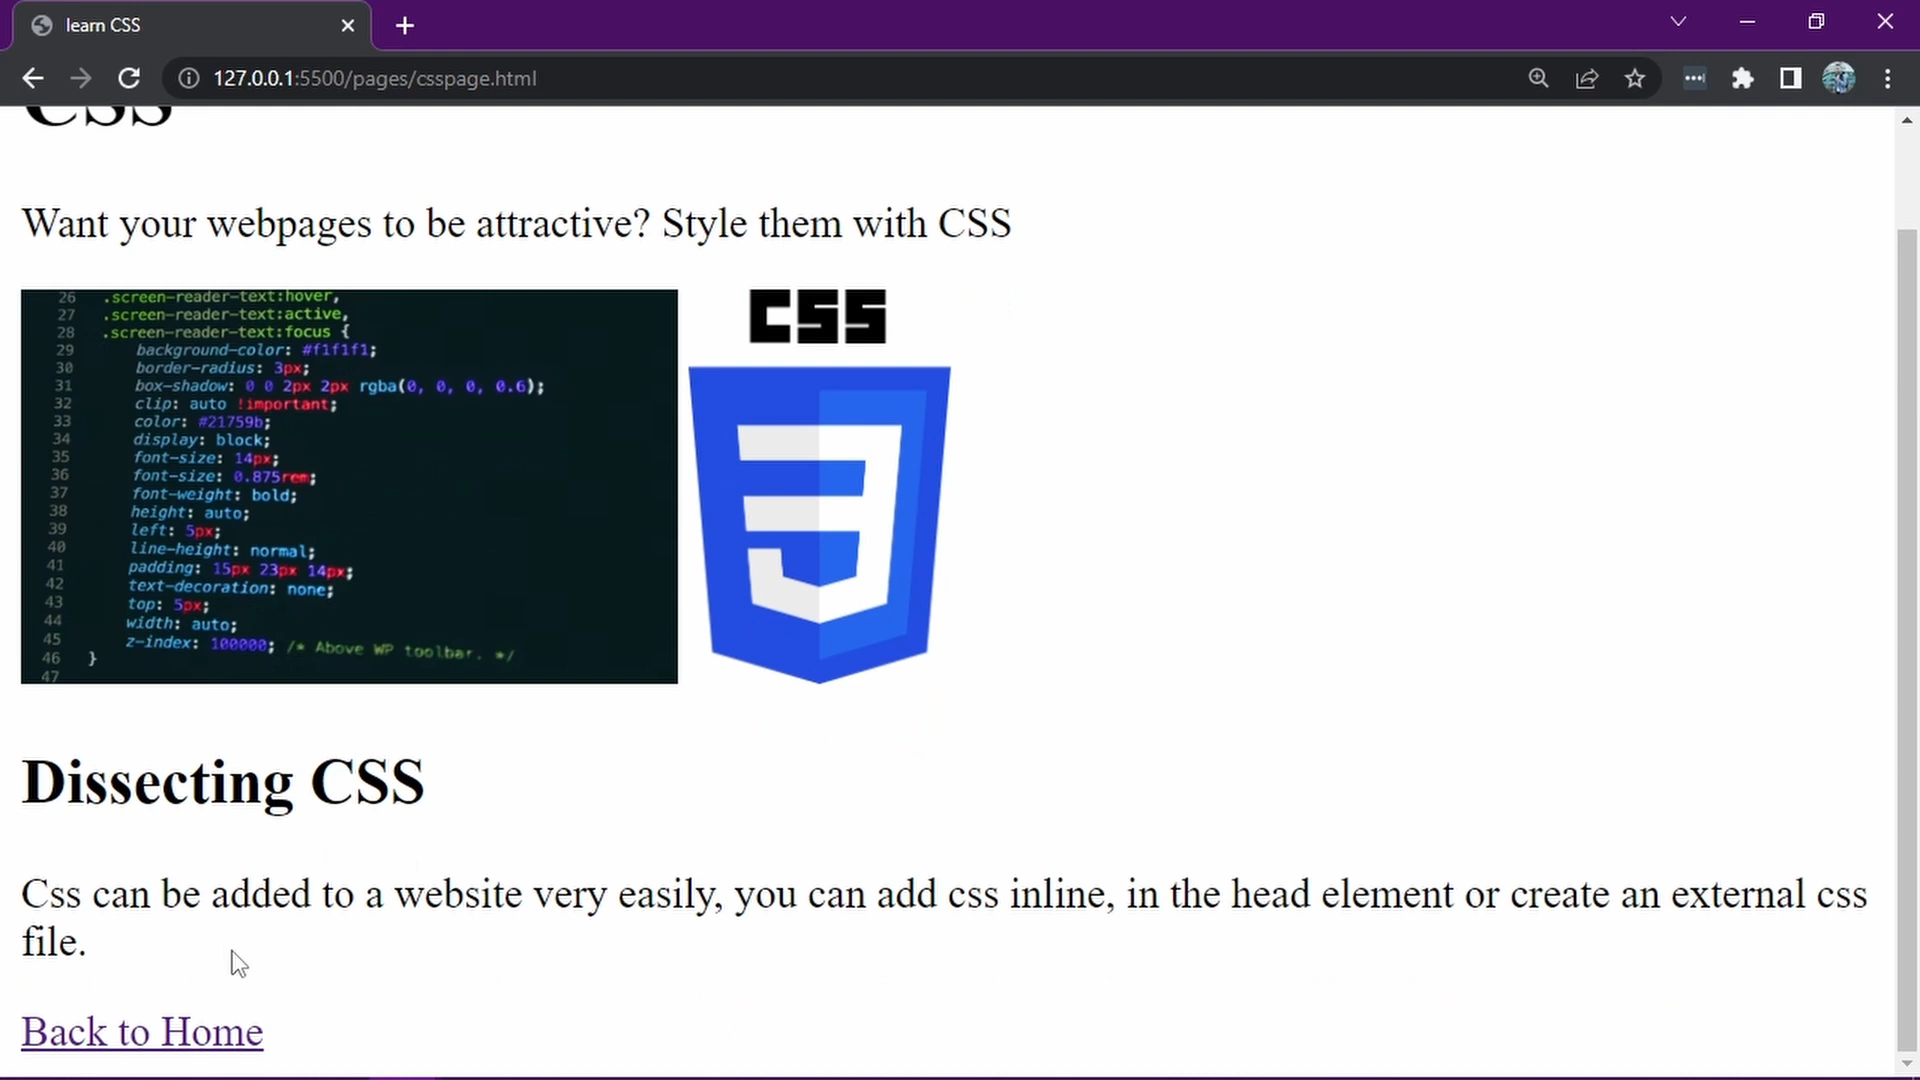 learn CSS
127.0.0.1:5500/pages/csspage.html
CSS
Want your webpages to be attractive? Style them with CSS
26 .screen-reader-text:hover,
27 .screen-reader-text:active,
28 .screen-reader-text:focus {
29 background-color: #f1f1f1;
30 border-radius: 3px;
31 box-shadow: 0 0 2px 2px rgba(0, 0, 0, 0.6);
32 clip: auto !important;
33 color: #21759b;
34 display: block;
35 font-size: 14px;
36 font-size: 0.875rem;
37 font-weight: bold;
38 height: auto;
39 left: 5px;
40 line-height: normal;
41 padding: 15px 23px 14px;
42 text-decoration: none;
43 top: 5px;
44 width: auto;
45 z-index: 100000; /* Above WP toolbar. */
46 }
47
CSS
Dissecting CSS
Css can be added to a website very easily, you can add css inline, in the head element or create an external css
file.
Back to Home